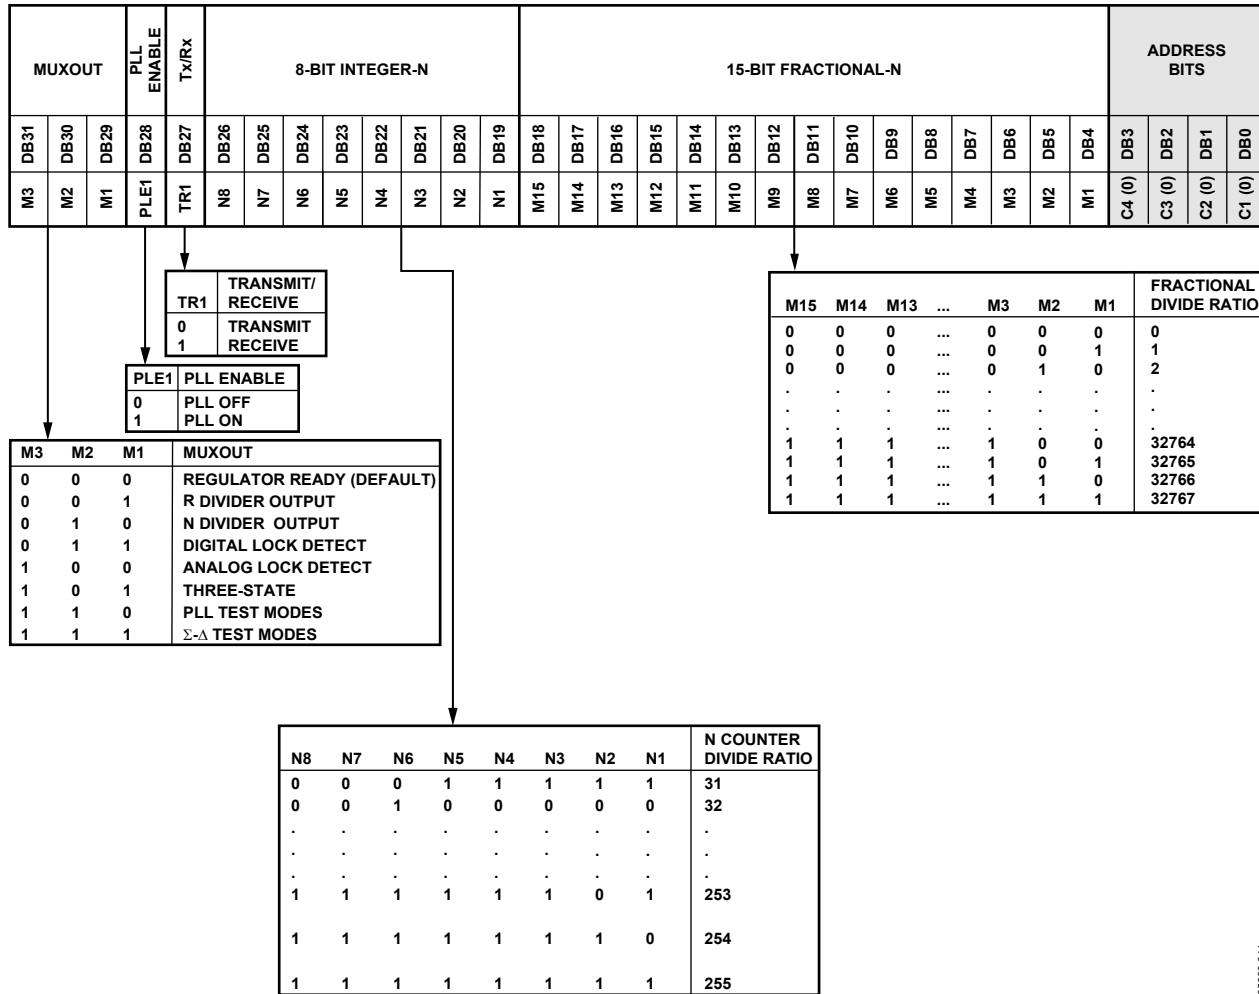 MUXOUT
PLL ENABLE
Tx/Rx
8-BIT INTEGER-N
15-BIT FRACTIONAL-N
ADDRESS
BITS
DB31 DB30 DB29 DB28 DB27 DB26 DB25 DB24 DB23 DB22 DB21 DB20 DB19 DB18 DB17 DB16 DB15 DB14 DB13 DB12 DB11 DB10 DB9 DB8 DB7 DB6 DB5 DB4 DB3 DB2 DB1 DB0
M3 M2 M1 PLE1 TR1 N8 N7 N6 N5 N4 N3 N2 N1 M15 M14 M13 M12 M11 M10 M9 M8 M7 M6 M5 M4 M3 M2 M1 C4 (0) C3 (0) C2 (0) C1 (0)
TRANSMIT/
TR1 RECEIVE
0 TRANSMIT
1 RECEIVE
PLE1 PLL ENABLE
0 PLL OFF
1 PLL ON
M3 M2 M1 MUXOUT
0 0 0 REGULATOR READY (DEFAULT)
0 0 1 R DIVIDER OUTPUT
0 1 0 N DIVIDER OUTPUT
0 1 1 DIGITAL LOCK DETECT
1 0 0 ANALOG LOCK DETECT
1 0 1 THREE-STATE
1 1 0 PLL TEST MODES
1 1 1 Σ-Δ TEST MODES
FRACTIONAL
M15 M14 M13 ... M3 M2 M1 DIVIDE RATIO
0 0 0 ... 0 0 0 0
0 0 0 ... 0 0 1 1
0 0 0 ... 0 1 0 2
. . . ... . . . .
. . . ... . . . .
. . . ... . . . .
1 1 1 ... 1 0 0 32764
1 1 1 ... 1 0 1 32765
1 1 1 ... 1 1 0 32766
1 1 1 ... 1 1 1 32767
N COUNTER
N8 N7 N6 N5 N4 N3 N2 N1 DIVIDE RATIO
0 0 0 1 1 1 1 1 31
0 0 1 0 0 0 0 0 32
. . . . . . . . .
. . . . . . . . .
. . . . . . . . .
1 1 1 1 1 1 0 1 253
1 1 1 1 1 1 1 0 254
1 1 1 1 1 1 1 1 255